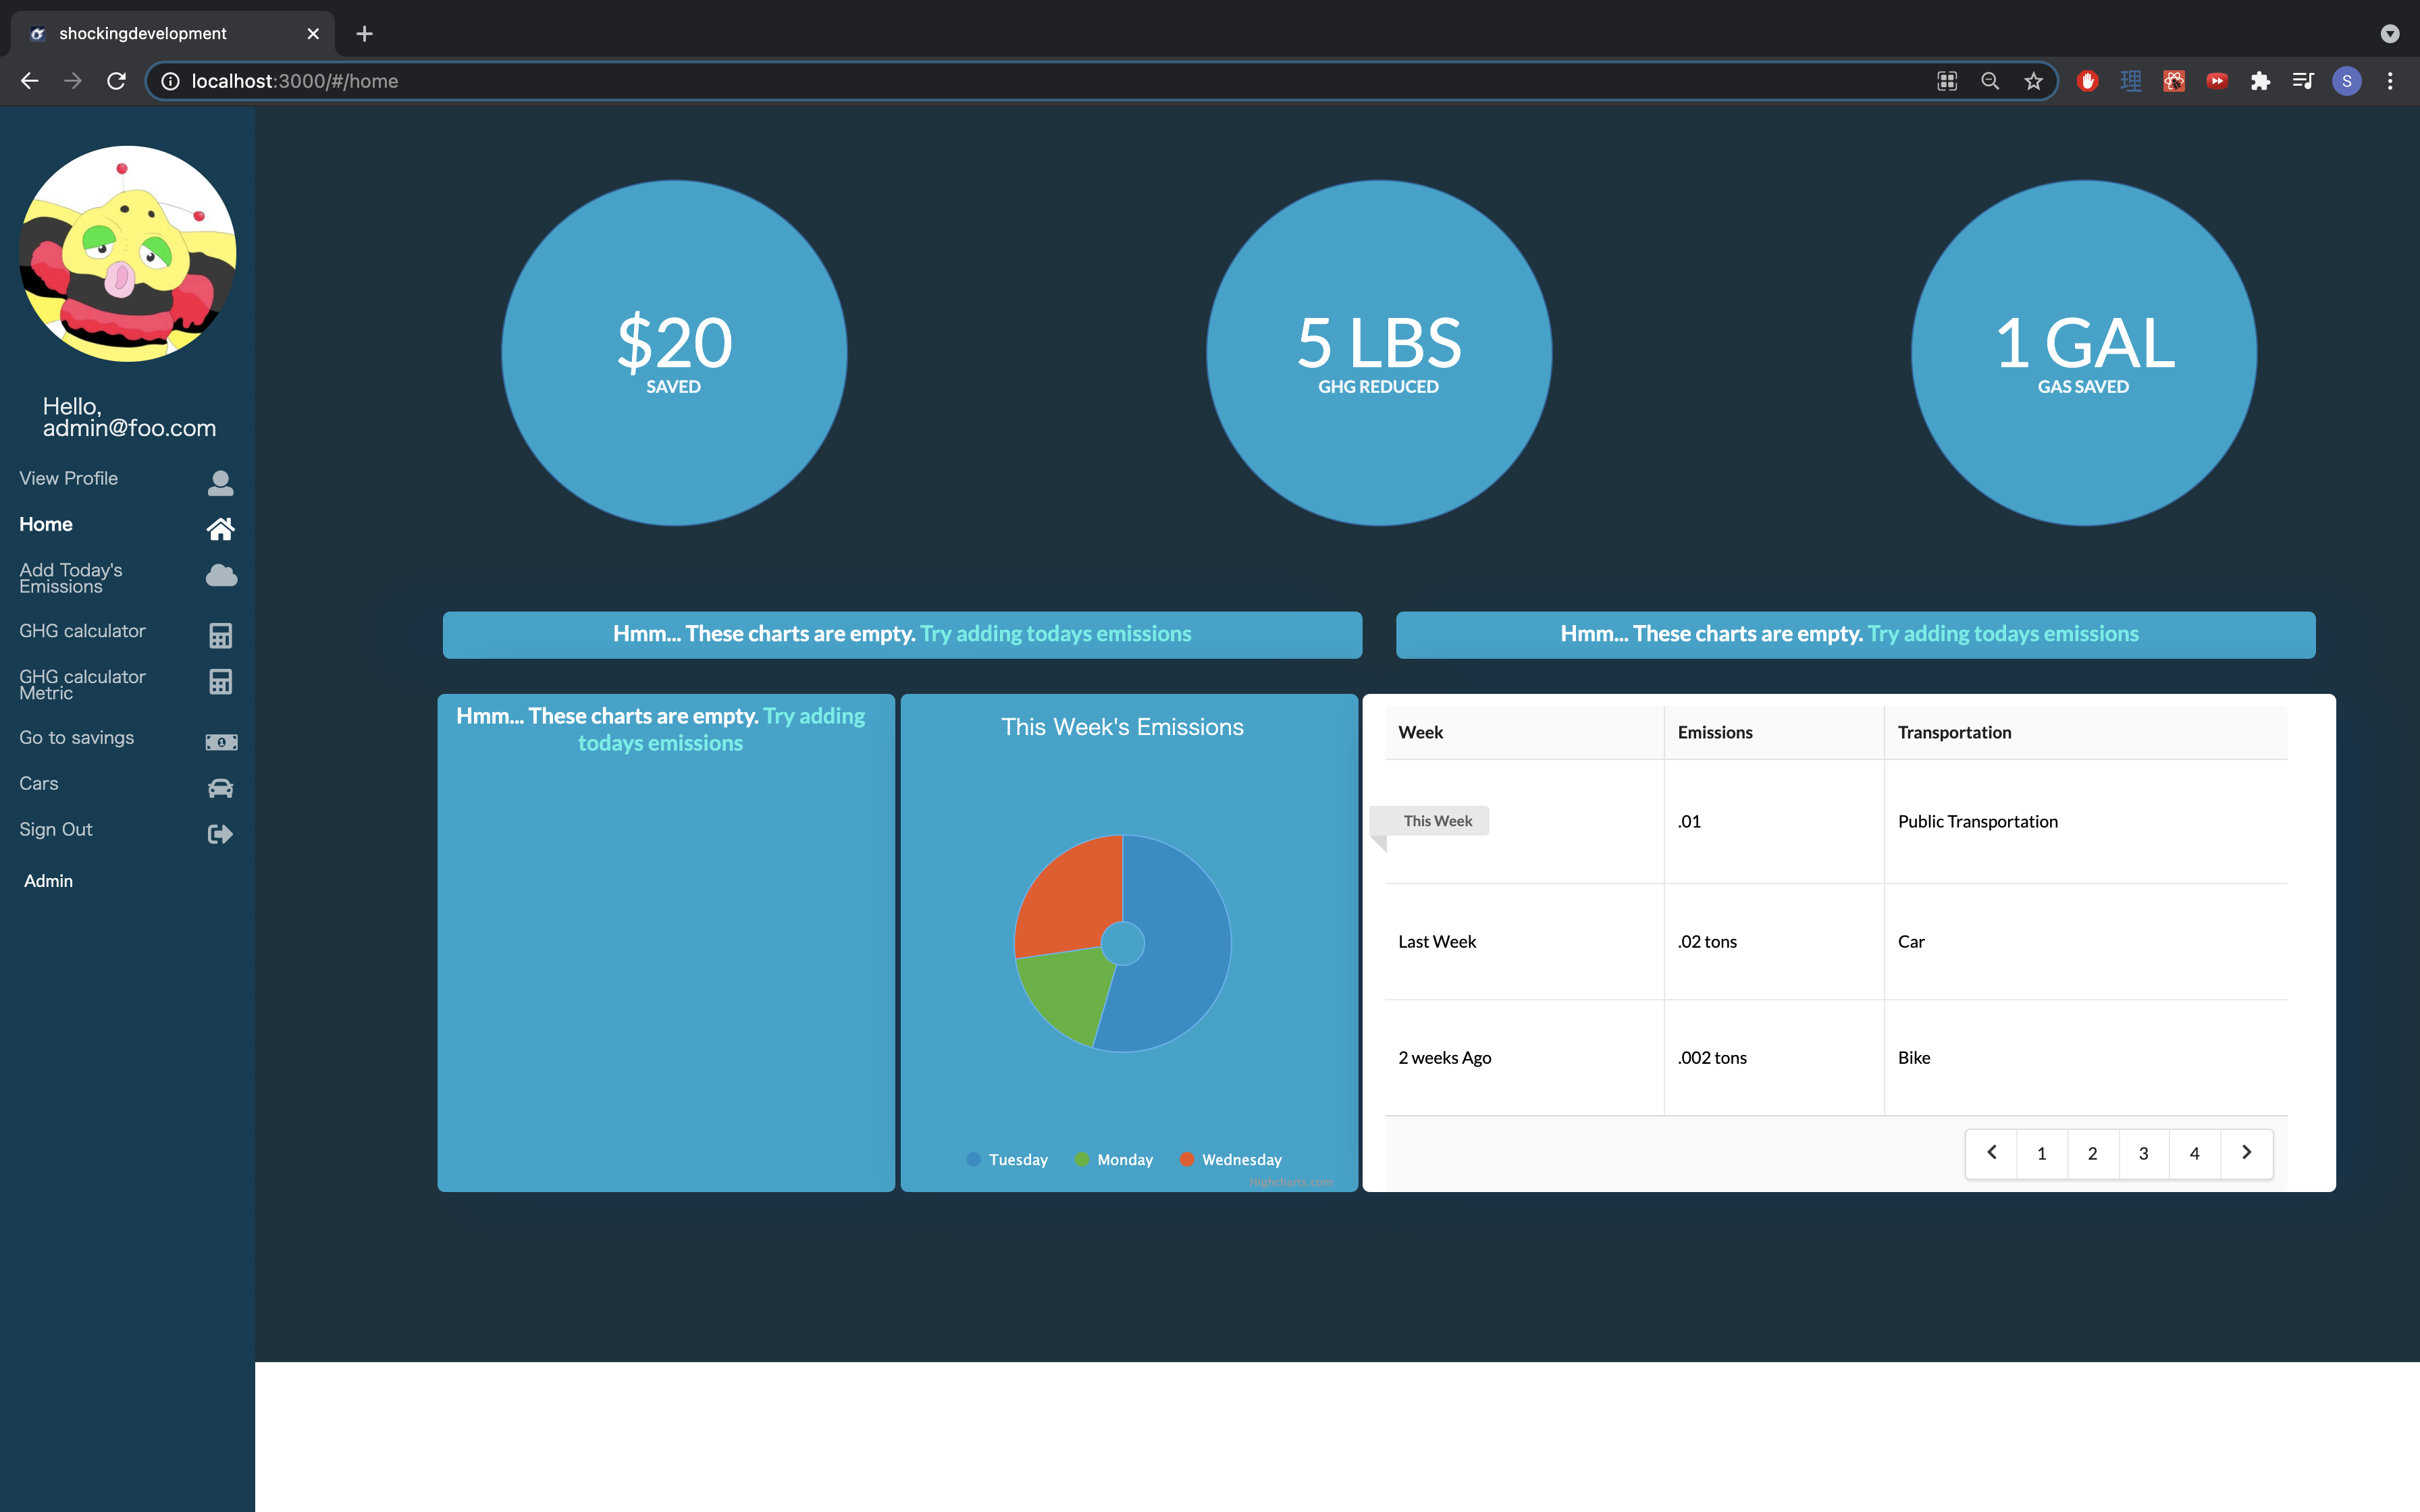 shockingdevelopment
localhost:3000/#/home
S
Hello,
admin@foo.com
View Profile
Home
Add Today's
Emissions
GHG calculator
GHG calculator
Metric
Go to savings
Cars
Sign Out
Admin
$20
SAVED
5 LBS
GHG REDUCED
1 GAL
GAS SAVED
Hmm... These charts are empty. Try adding todays emissions
Hmm... These charts are empty. Try adding todays emissions
Hmm... These charts are empty. Try adding
todays emissions
This Week's Emissions
Tuesday Monday Wednesday
Highcharts.com
Week Emissions Transportation
This Week .01 Public Transportation
Last Week .02 tons Car
2 weeks Ago .002 tons Bike
1 2 3 4